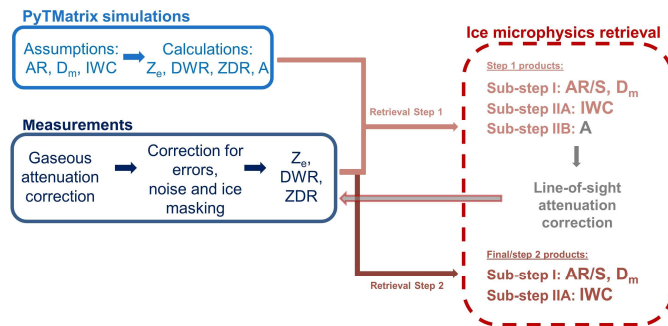 PyTMatrix simulations
Assumptions:
AR, Dm, IWC
Calculations:
Ze, DWR, ZDR, A
Measurements
Gaseous
attenuation
correction
Correction for
errors,
noise and ice
masking
Ze,
DWR,
ZDR
Retrieval Step 1
Retrieval Step 2
Ice microphysics retrieval
Step 1 products:
Sub-step I: AR/S, Dm
Sub-step IIA: IWC
Sub-step IIB: A
Line-of-sight
attenuation
correction
Final/step 2 products:
Sub-step I: AR/S, Dm
Sub-step IIA: IWC